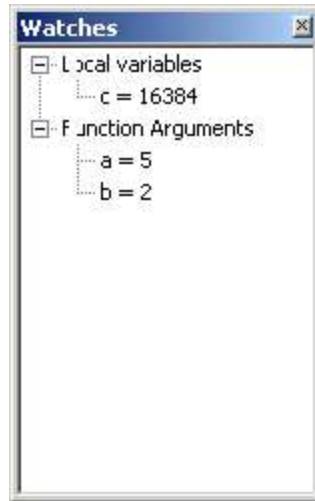 Watches
Local variables
c = 16384
Function Arguments
a = 5
b = 2